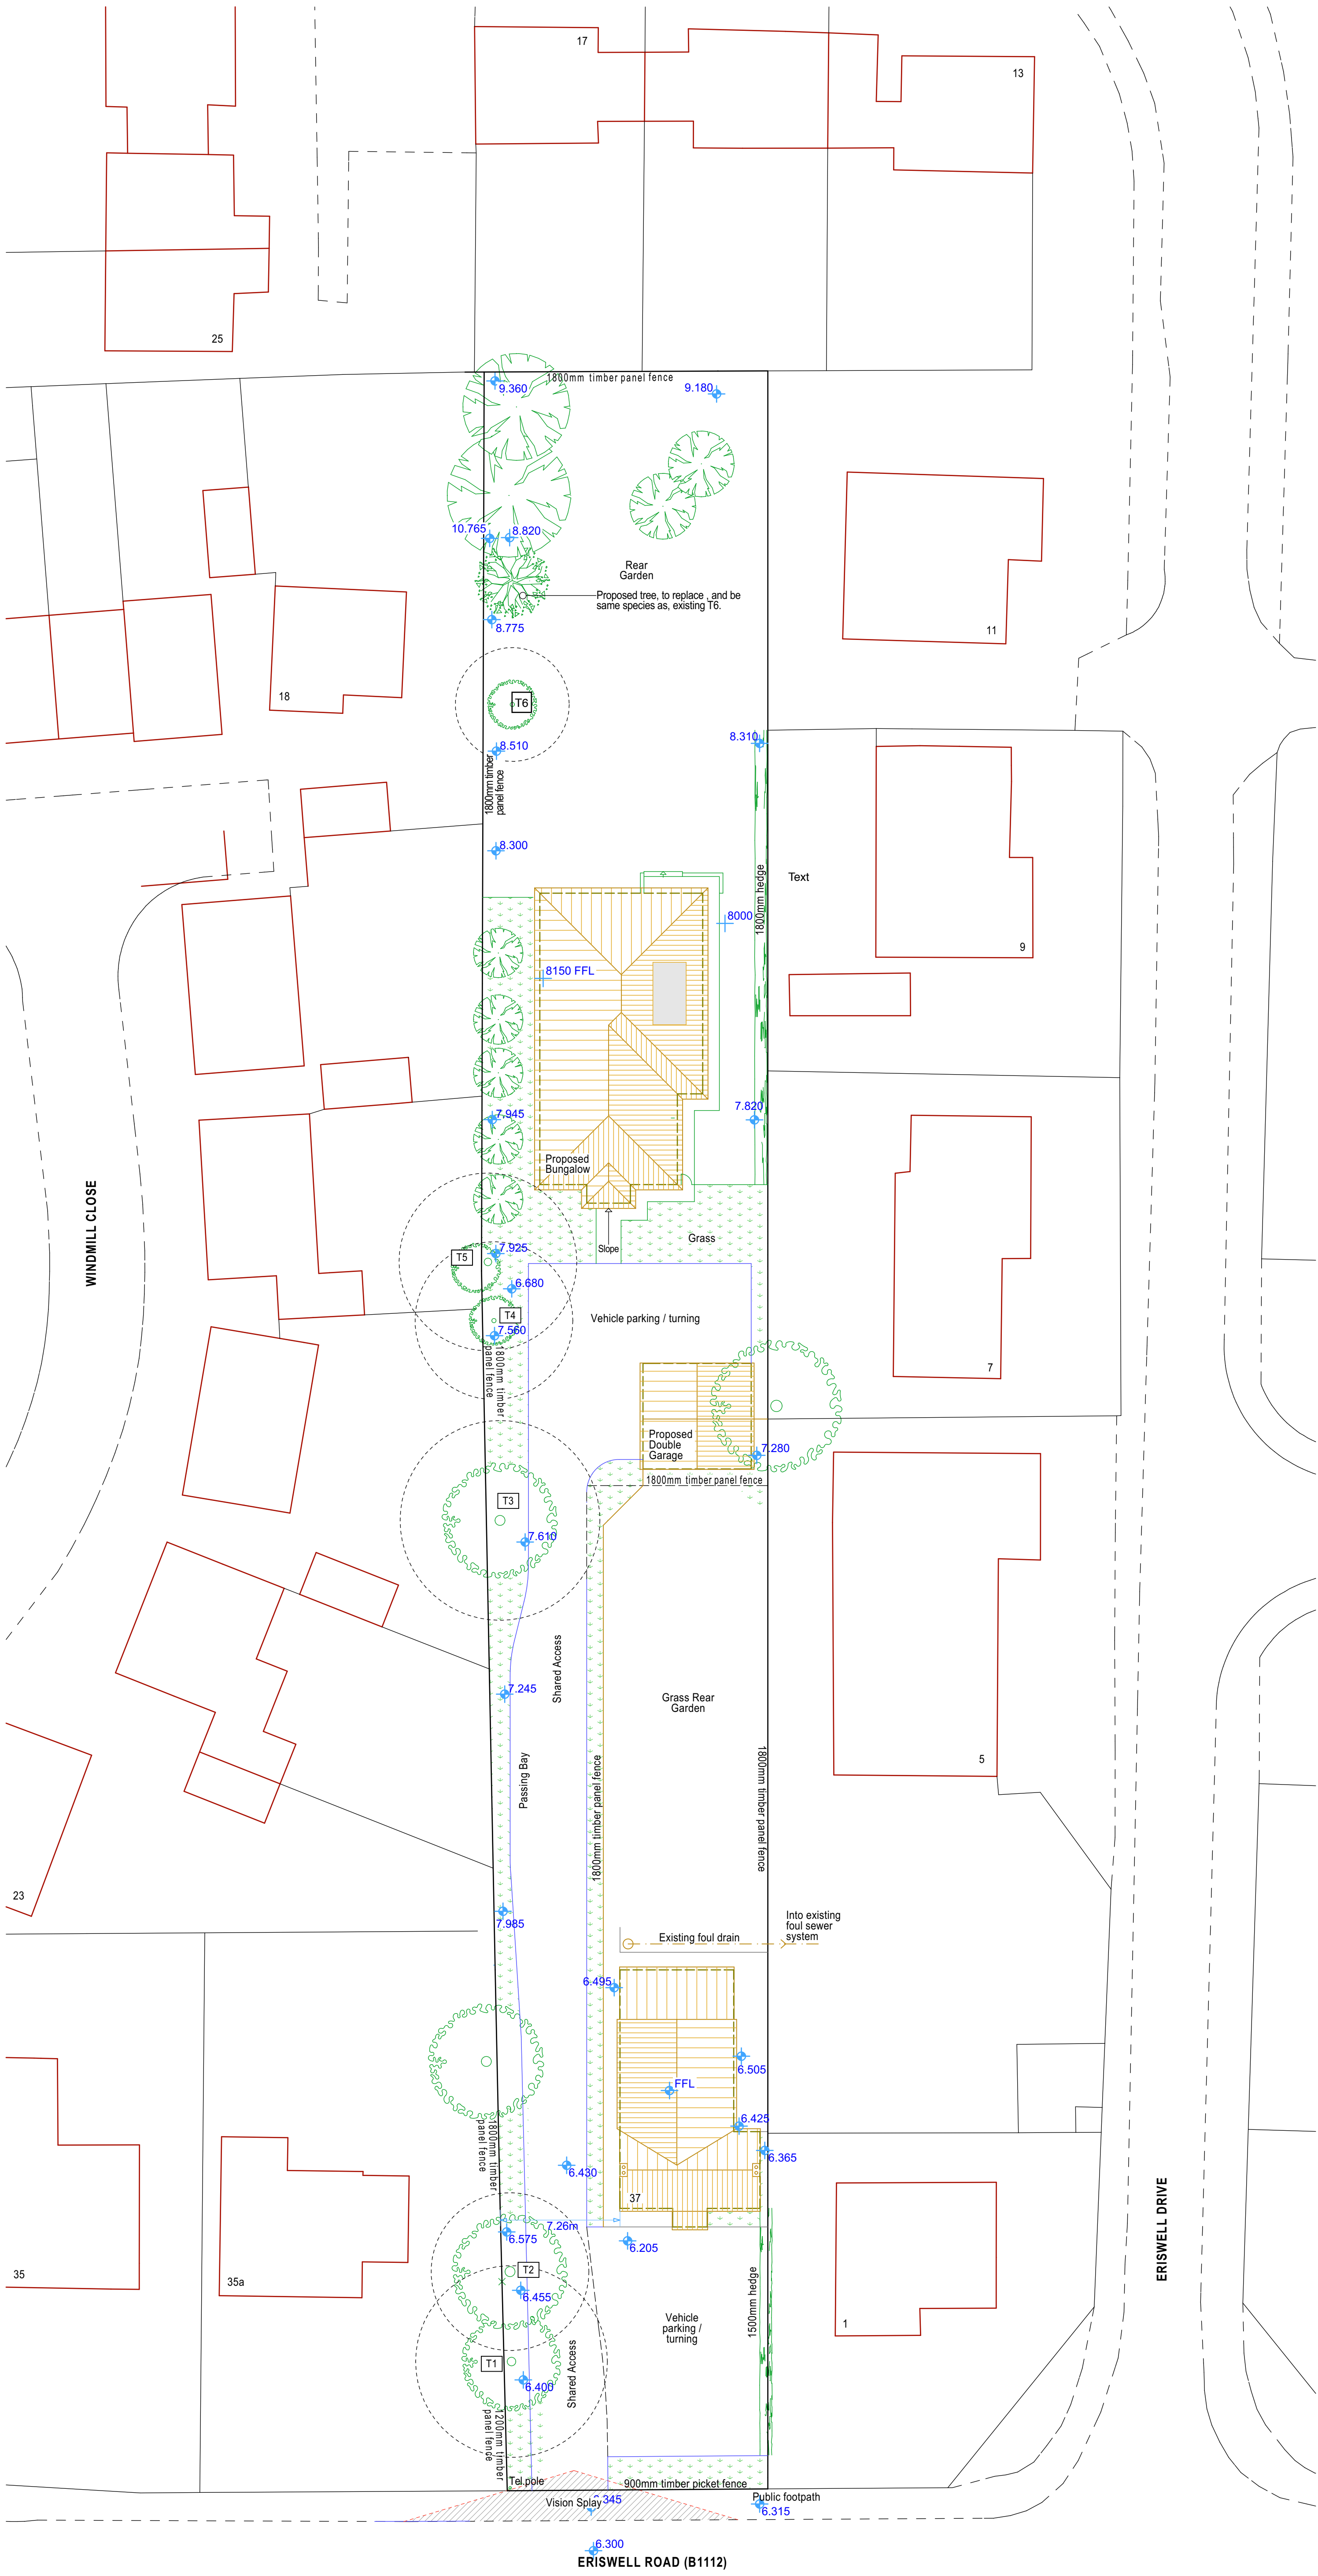 17
13
25
1800mm timber panel fence
9.360
9.180
10.765
8.820
Rear
Garden
Proposed tree, to replace , and be
same species as, existing T6.
8.775
11
18
T6
8.510
8.310
1800mm timber
panel fence
8.300
Text
1800mm hedge
8000
9
8150 FFL
7.945
7.820
Proposed
Bungalow
WINDMILL CLOSE
Grass
Slope
T5
7.925
6.680
T4
7.560
Vehicle parking / turning
1800mm timber
panel fence
7
Proposed
Double
Garage
7.280
1800mm timber panel fence
T3
7.610
Shared Access
7.245
Grass Rear
Garden
5
Passing Bay
1800mm timber panel fence
1800mm timber panel fence
23
7.985
Into existing
foul sewer
system
Existing foul drain
6.495
6.505
FFL
6.425
6.365
1800mm timber
panel fence
6.430
37
7.26m
6.575
6.205
35
35a
T2
6.455
1500mm hedge
Vehicle
parking /
turning
1
ERISWELL DRIVE
T1
6.400
Shared Access
1200mm timber
panel fence
Tel.pole
900mm timber picket fence
Vision Splay
.345
Public footpath
6.315
6.300
ERISWELL ROAD (B1112)